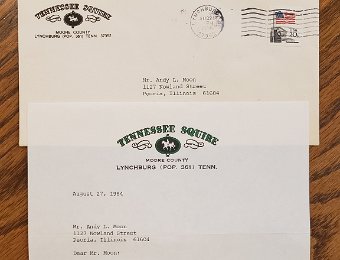 TENNESSEE SQUIRE
MOORE COUNTY
LYNCHBURG (POP. 361) TENN. 37352
LYNCHBURG
Mr. Andy L. Moon
1127 Nowland Street
Peoria, Illinois 61604
TENNESSEE SQUIRE
MOORE COUNTY
LYNCHBURG (POP. 361) TENN.
August 27, 1984
Mr. Andy L. Moon
1127 Nowland Street
Peoria, Illinois 61604
Dear Mr. Moon: